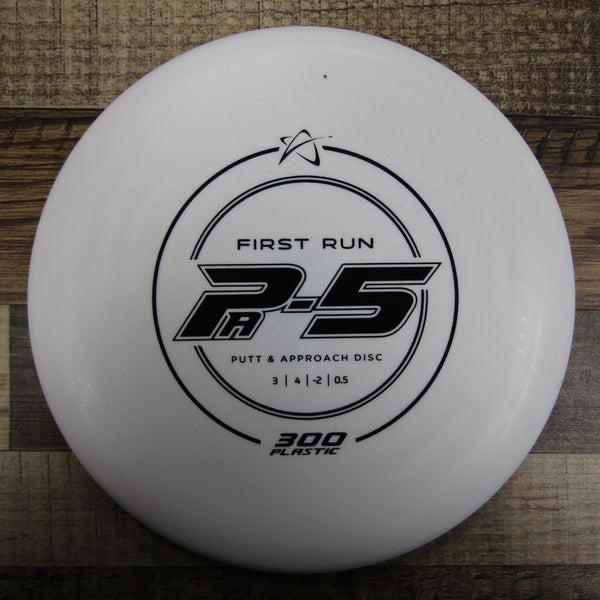 FIRST RUN
PA-5
PUTT & APPROACH DISC
3 | 4 | -2 | 0.5
300
PLASTIC